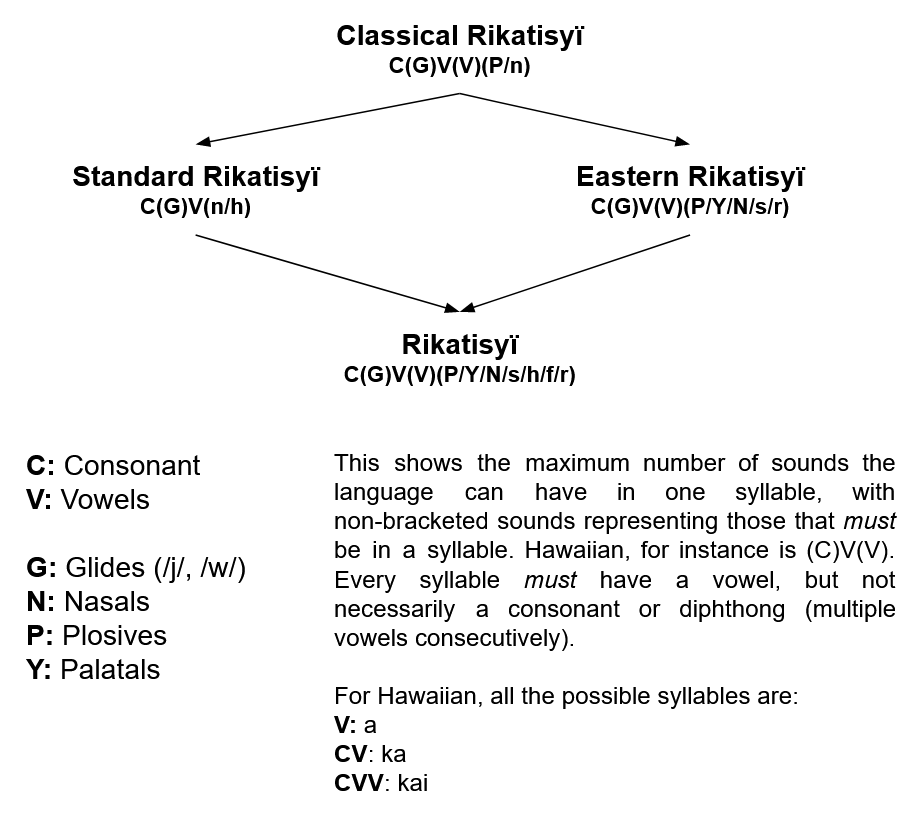 Classical Rikatisyï
C(G)V(V)(P/n)
Standard Rikatisyï
C(G)V(n/h)
Eastern Rikatisyï
C(G)V(V)(P/Y/N/s/r)
Rikatisyï
C(G)V(V)(P/Y/N/s/h/f/r)
C: Consonant
V: Vowels
G: Glides (/j/, /w/)
N: Nasals
P: Plosives
Y: Palatals
This shows the maximum number of sounds the
language can have in one syllable, with
non-bracketed sounds representing those that must
be in a syllable. Hawaiian, for instance is (C)V(V).
Every syllable must have a vowel, but not
necessarily a consonant or diphthong (multiple
vowels consecutively).
For Hawaiian, all the possible syllables are:
V: a
CV: ka
CVV: kai